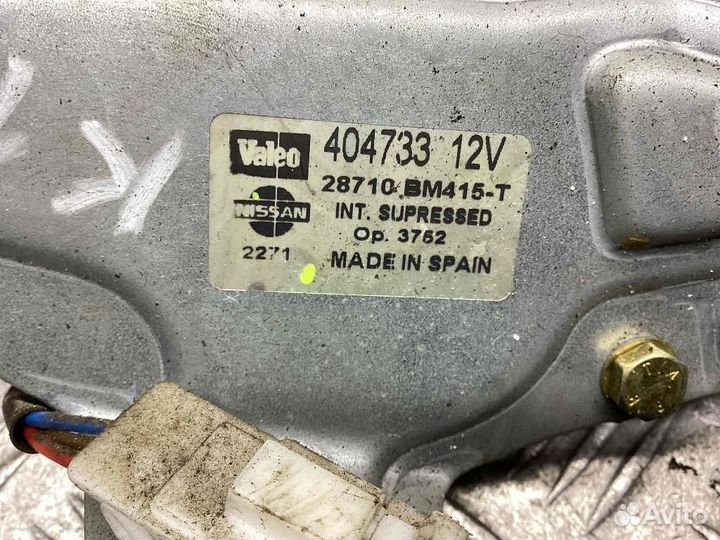 Valeo 404733 12V
28710 BM415-T
NISSAN INT. SUPRESSED
Op. 3752
2271 MADE IN SPAIN
Avito